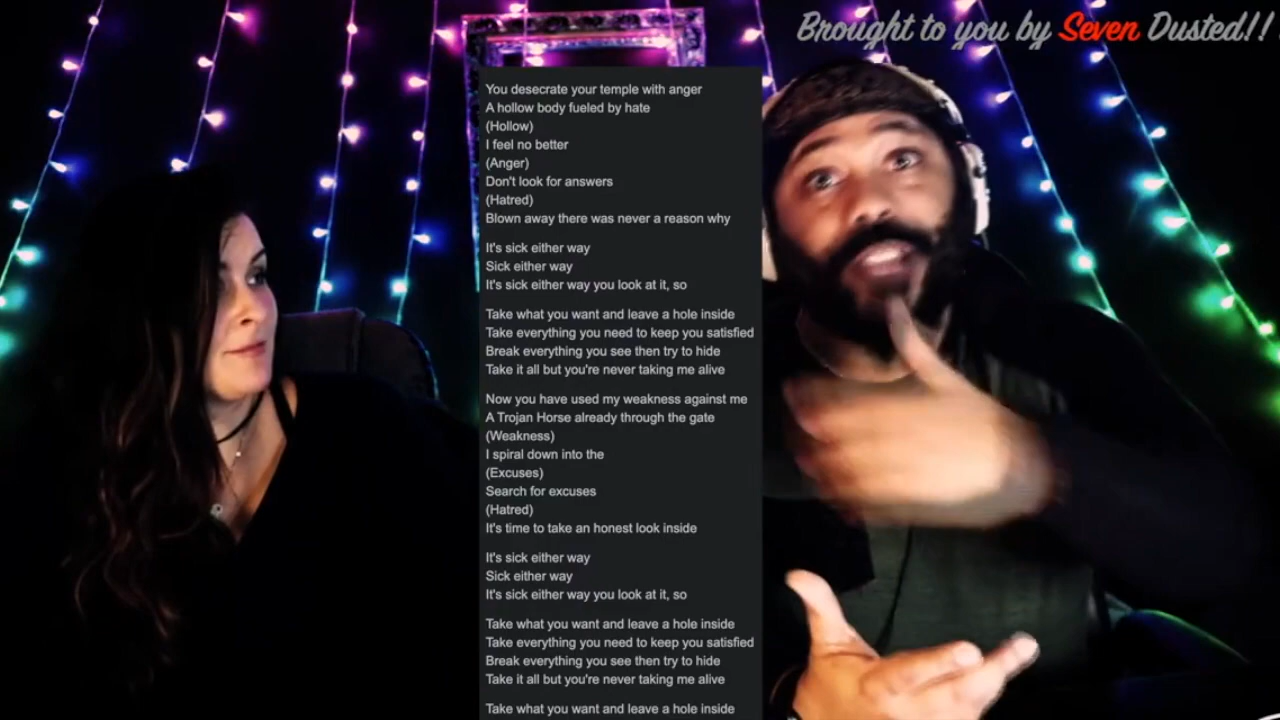 Brought to you by Seven Dusted!!
You desecrate your temple with anger
A hollow body fueled by hate
(Hollow)
I feel no better
(Anger)
Don't look for answers
(Hatred)
Blown away there was never a reason why
It's sick either way
Sick either way
It's sick either way you look at it, so
Take what you want and leave a hole inside
Take everything you need to keep you satisfied
Break everything you see then try to hide
Take it all but you're never taking me alive
Now you have used my weakness against me
A Trojan Horse already through the gate
(Weakness)
I spiral down into the
(Excuses)
Search for excuses
(Hatred)
It's time to take an honest look inside
It's sick either way
Sick either way
It's sick either way you look at it, so
Take what you want and leave a hole inside
Take everything you need to keep you satisfied
Break everything you see then try to hide
Take it all but you're never taking me alive
Take what you want and leave a hole inside